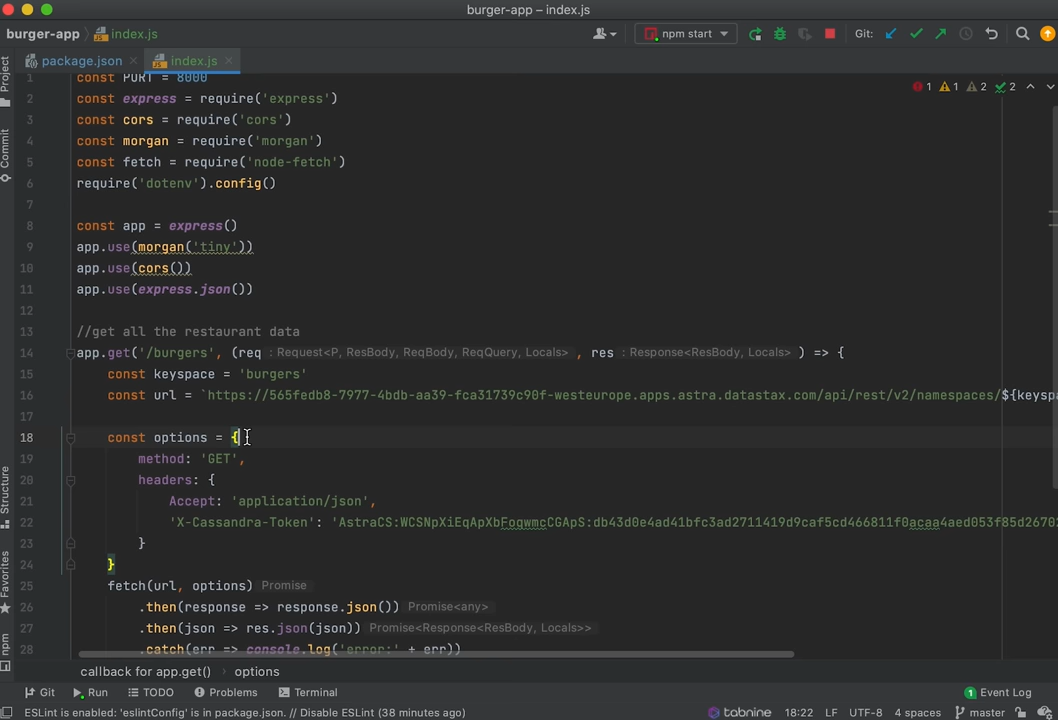 burger-app – index.js
burger-app index.js npm start Git:
Project
package.json index.js
1 1 2 2
1 const PORT = 8000
2 const express = require('express')
3 const cors = require('cors')
4 const morgan = require('morgan')
5 const fetch = require('node-fetch')
6 require('dotenv').config()
7
8 const app = express()
9 app.use(morgan('tiny'))
10 app.use(cors())
11 app.use(express.json())
12
13 //get all the restaurant data
14 app.get('/burgers', (req : Request<P, ResBody, ReqBody, ReqQuery, Locals> , res : Response<ResBody, Locals> ) => {
15 const keyspace = 'burgers'
16 const url = `https://565fedb8-7977-4bdb-aa39-fca31739c90f-westeurope.apps.astra.datastax.com/api/rest/v2/namespaces/${keyspa
17
18 const options = {
19 method: 'GET',
20 headers: {
21 Accept: 'application/json',
22 'X-Cassandra-Token': 'AstraCS:WCSNpXiEqApXbFoqwmcCGApS:db43d0e4ad41bfc3ad2711419d9caf5cd466811f0acaa4aed053f85d2670
23 }
24 }
25 fetch(url, options) Promise
26 .then(response => response.json()) Promise<any>
27 .then(json => res.json(json)) Promise<Response<ResBody, Locals>>
28 .catch(err => console.log('error:' + err))
Commit
Structure
Favorites
npm
callback for app.get() options
Git Run TODO Problems Terminal 1 Event Log
ESLint is enabled: 'eslintConfig' is in package.json. // Disable ESLint (38 minutes ago) tabnine 18:22 LF UTF-8 4 spaces master